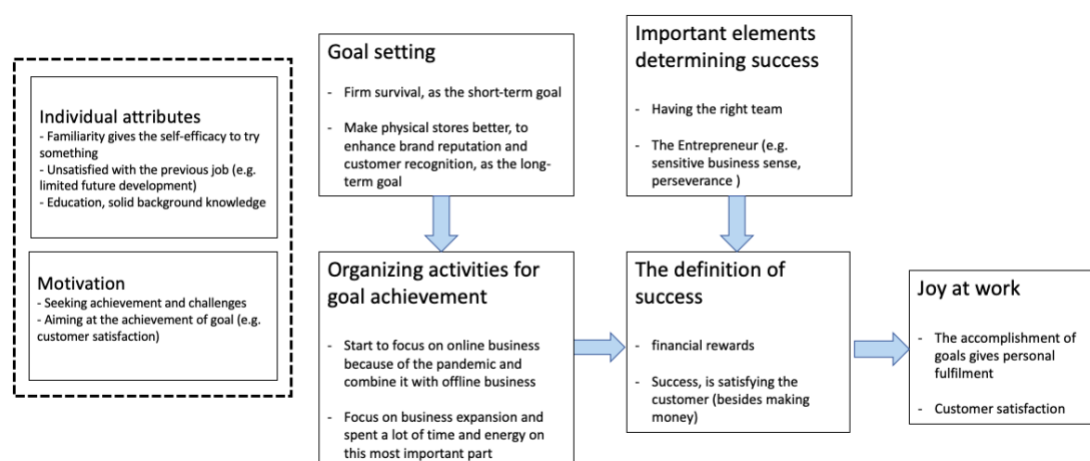 Individual attributes
- Familiarity gives the self-efficacy to try
something
- Unsatisfied with the previous job (e.g.
limited future development)
- Education, solid background knowledge
Motivation
- Seeking achievement and challenges
- Aiming at the achievement of goal (e.g.
customer satisfaction)
Goal setting
- Firm survival, as the short-term goal
- Make physical stores better, to
enhance brand reputation and
customer recognition, as the long-
term goal
Organizing activities for
goal achievement
- Start to focus on online business
because of the pandemic and
combine it with offline business
- Focus on business expansion and
spent a lot of time and energy on
this most important part
Important elements
determining success
- Having the right team
- The Entrepreneur (e.g.
sensitive business sense,
perseverance )
The definition of
success
- financial rewards
- Success, is satisfying the
customer (besides making
money)
Joy at work
- The accomplishment of
goals gives personal
fulfilment
- Customer satisfaction